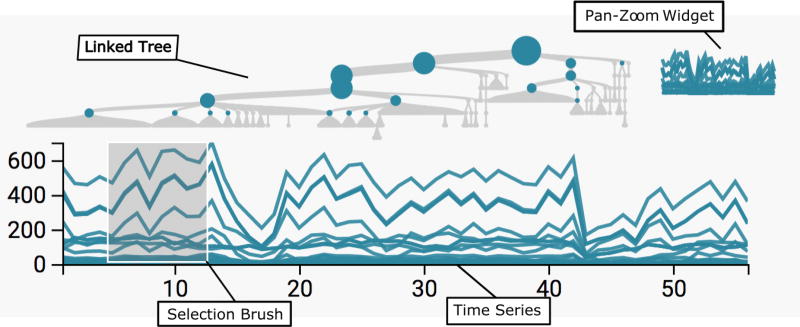 Pan-Zoom Widget
Linked Tree
600
400
200
0
10 20 30 40 50
Selection Brush
Time Series